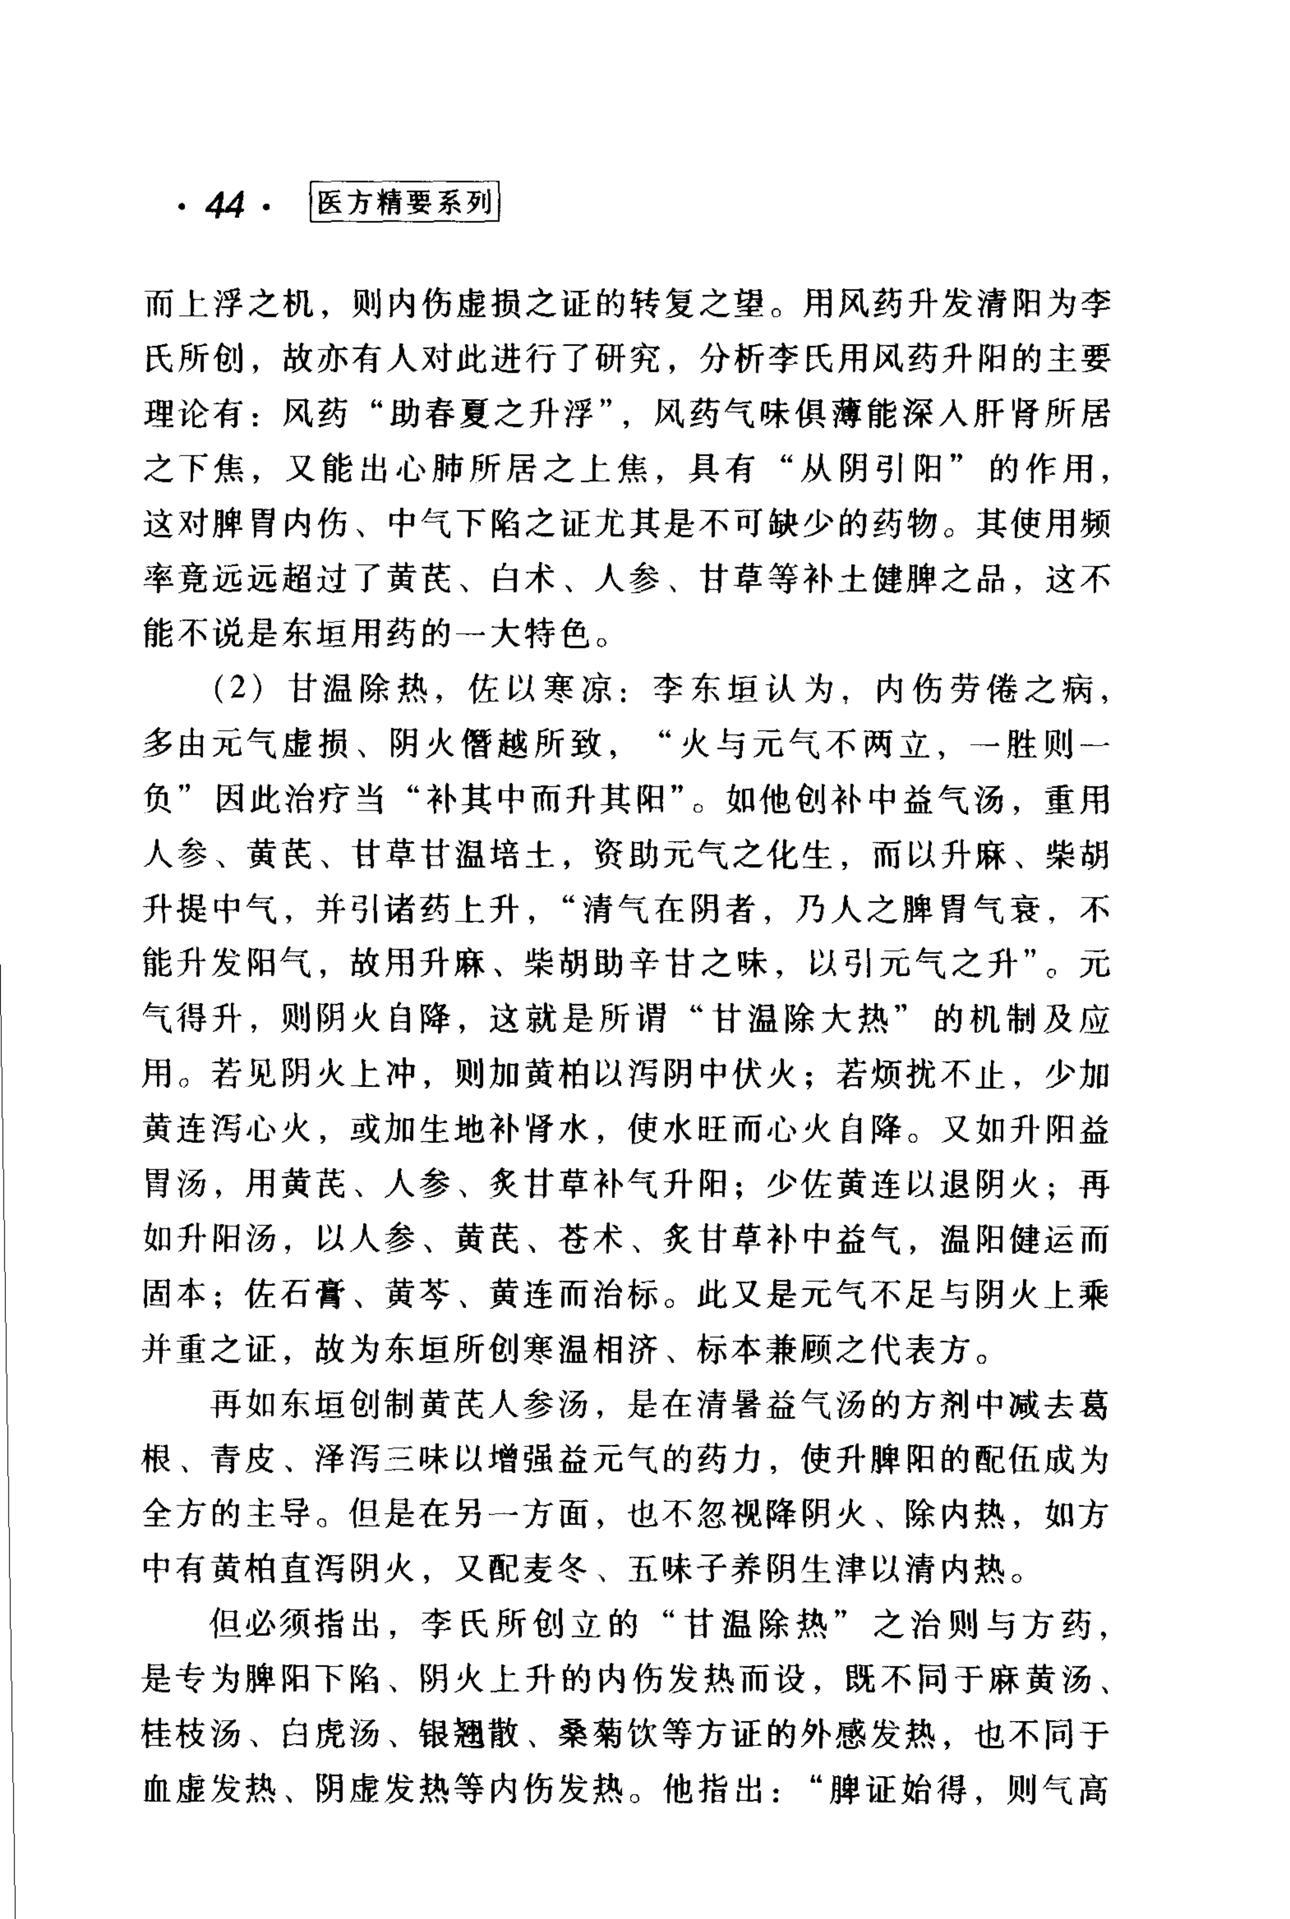 · 44 · 医方精要系列
而上浮之机，则内伤虚损之证的转复之望。用风药升发清阳为李
氏所创，故亦有人对此进行了研究，分析李氏用风药升阳的主要
理论有：风药“助春夏之升浮”，风药气味俱薄能深入肝肾所居
之下焦，又能出心肺所居之上焦，具有“从阴引阳”的作用，
这对脾胃内伤、中气下陷之证尤其是不可缺少的药物。其使用频
率竟远远超过了黄芪、白术、人参、甘草等补土健脾之品，这不
能不说是东垣用药的一大特色。
（2）甘温除热，佐以寒凉：李东垣认为，内伤劳倦之病，
多由元气虚损、阴火僭越所致，“火与元气不两立，一胜则一
负”因此治疗当“补其中而升其阳”。如他创补中益气汤，重用
人参、黄芪、甘草甘温培土，资助元气之化生，而以升麻、柴胡
升提中气，并引诸药上升，“清气在阴者，乃人之脾胃气衰，不
能升发阳气，故用升麻、柴胡助辛甘之味，以引元气之升”。元
气得升，则阴火自降，这就是所谓“甘温除大热”的机制及应
用。若见阴火上冲，则加黄柏以泻阴中伏火；若烦扰不止，少加
黄连泻心火，或加生地补肾水，使水旺而心火自降。又如升阳益
胃汤，用黄芪、人参、炙甘草补气升阳；少佐黄连以退阴火；再
如升阳汤，以人参、黄芪、苍术、炙甘草补中益气，温阳健运而
固本；佐石膏、黄芩、黄连而治标。此又是元气不足与阴火上乘
并重之证，故为东垣所创寒温相济、标本兼顾之代表方。
再如东垣创制黄芪人参汤，是在清暑益气汤的方剂中减去葛
根、青皮、泽泻三味以增强益元气的药力，使升脾阳的配伍成为
全方的主导。但是在另一方面，也不忽视降阴火、除内热，如方
中有黄柏直泻阴火，又配麦冬、五味子养阴生津以清内热。
但必须指出，李氏所创立的“甘温除热”之治则与方药，
是专为脾阳下陷、阴火上升的内伤发热而设，既不同于麻黄汤、
桂枝汤、白虎汤、银翘散、桑菊饮等方证的外感发热，也不同于
血虚发热、阴虚发热等内伤发热。他指出：“脾证始得，则气高